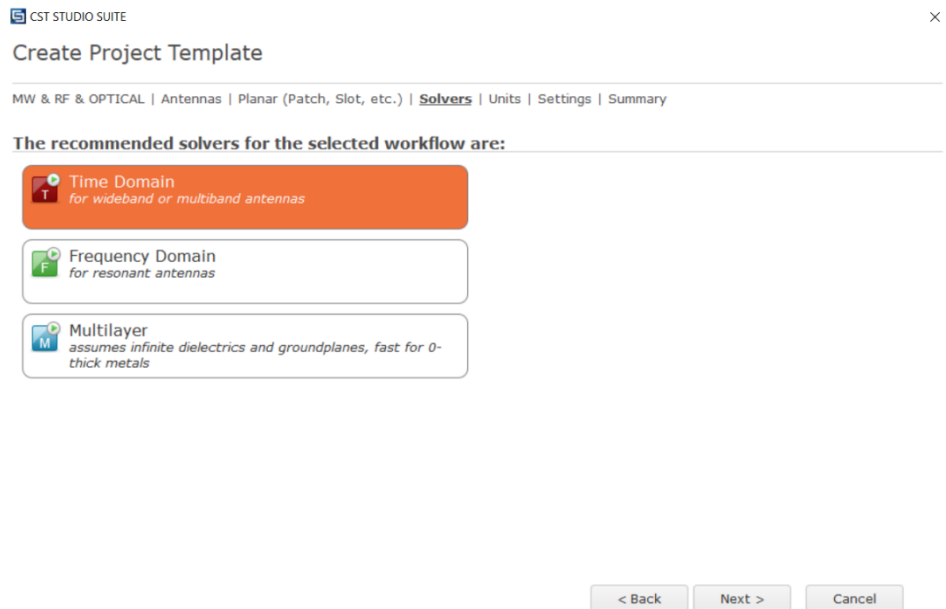 CST STUDIO SUITE
Create Project Template
MW & RF & OPTICAL | Antennas | Planar (Patch, Slot, etc.) | Solvers | Units | Settings | Summary
The recommended solvers for the selected workflow are:
T
Time Domain
for wideband or multiband antennas
F
Frequency Domain
for resonant antennas
M
Multilayer
assumes infinite dielectrics and groundplanes, fast for 0-
thick metals
< Back
Next >
Cancel